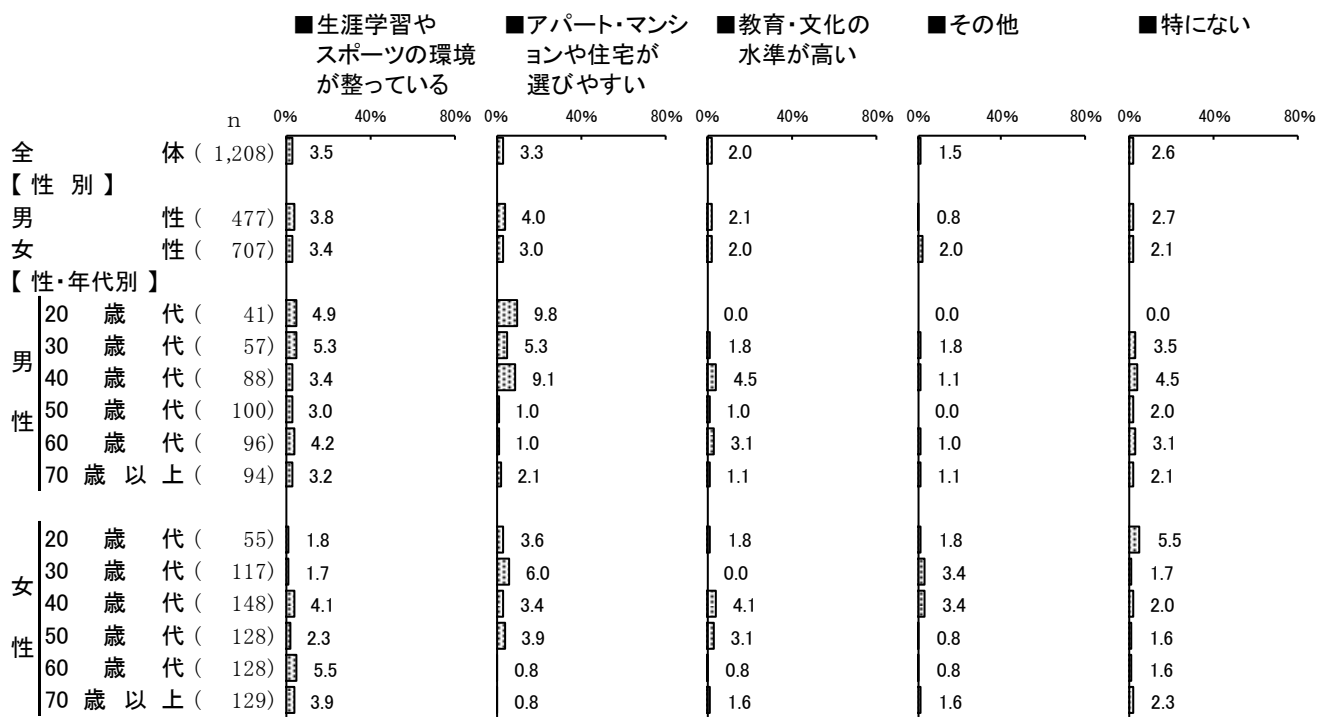 ■生涯学習や ■アパート・マンシ ■教育・文化の ■その他 ■特にない
スポーツの環境 ョンや住宅が 水準が高い
が整っている 選びやすい
n 0% 40% 80% 0% 40% 80% 0% 40% 80% 0% 40% 80% 0% 40% 80%
全体 ( 1,208) 3.5 3.3 2.0 1.5 2.6
【 性 別 】
男性 ( 477) 3.8 4.0 2.1 0.8 2.7
女性 ( 707) 3.4 3.0 2.0 2.0 2.1
【 性・年代別 】
男性
20 歳 代 ( 41) 4.9 9.8 0.0 0.0 0.0
30 歳 代 ( 57) 5.3 5.3 1.8 1.8 3.5
40 歳 代 ( 88) 3.4 9.1 4.5 1.1 4.5
50 歳 代 ( 100) 3.0 1.0 1.0 0.0 2.0
60 歳 代 ( 96) 4.2 1.0 3.1 1.0 3.1
70 歳 以 上 ( 94) 3.2 2.1 1.1 1.1 2.1
女性
20 歳 代 ( 55) 1.8 3.6 1.8 1.8 5.5
30 歳 代 ( 117) 1.7 6.0 0.0 3.4 1.7
40 歳 代 ( 148) 4.1 3.4 4.1 3.4 2.0
50 歳 代 ( 128) 2.3 3.9 3.1 0.8 1.6
60 歳 代 ( 128) 5.5 0.8 0.8 0.8 1.6
70 歳 以 上 ( 129) 3.9 0.8 1.6 1.6 2.3